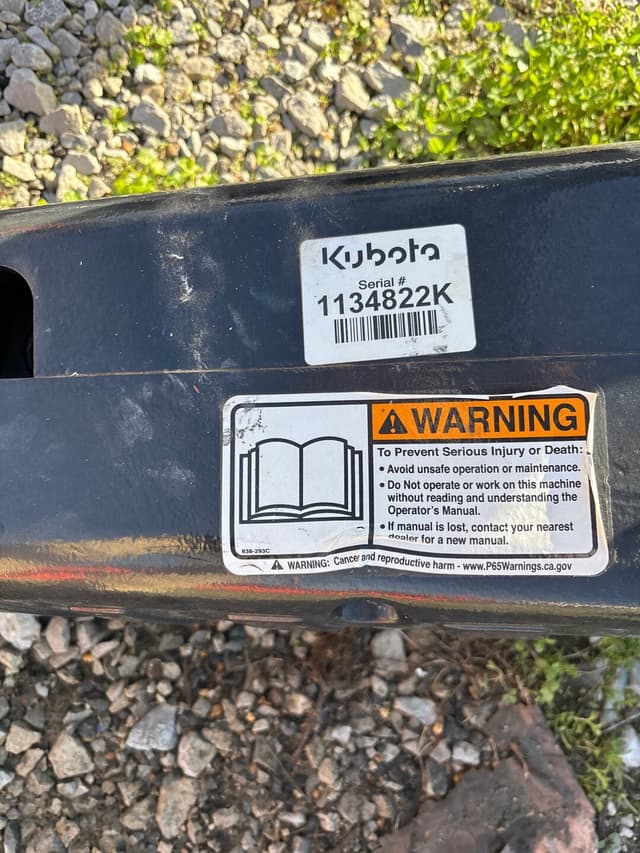 Kubota
Serial #
1134822K
WARNING
To Prevent Serious Injury or Death:
• Avoid unsafe operation or maintenance.
• Do Not operate or work on this machine
without reading and understanding the
Operator's Manual.
• If manual is lost, contact your nearest
dealer for a new manual.
838-293C
WARNING: Cancer and reproductive harm - www.P65Warnings.ca.gov